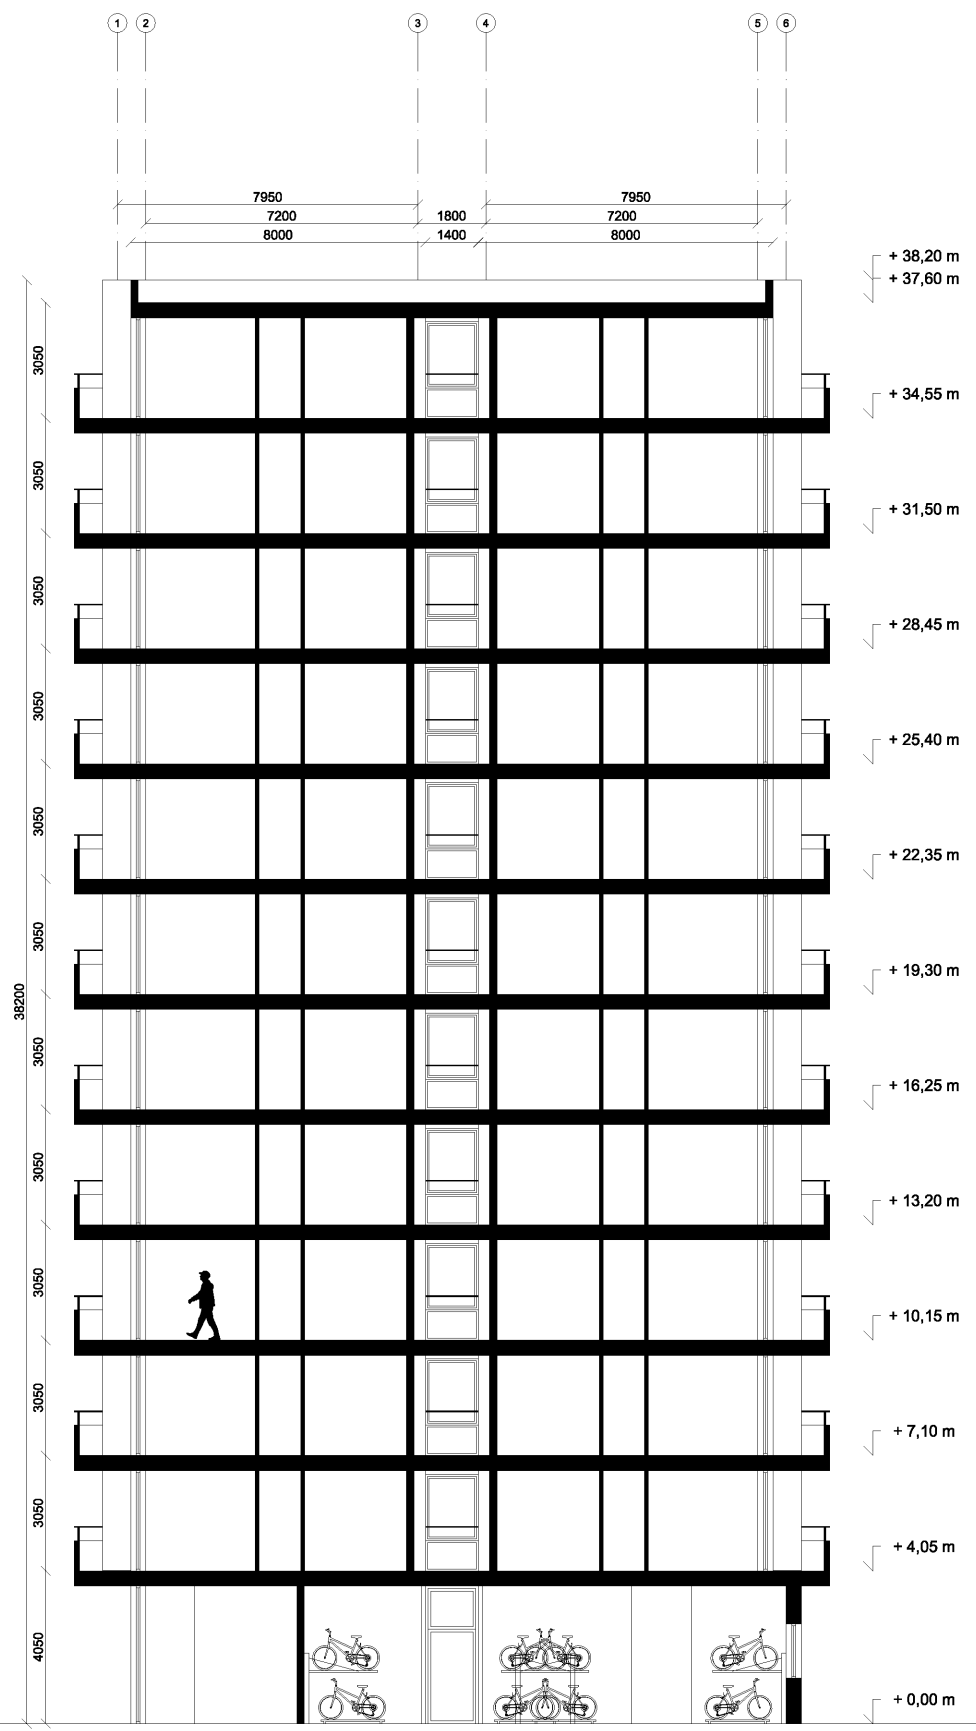 1 2 3 4 5 6
7950 7950
7200 1800 7200
8000 1400 8000
+ 38,20 m
+ 37,60 m
3050
+ 34,55 m
3050
+ 31,50 m
3050
+ 28,45 m
3050
+ 25,40 m
3050
+ 22,35 m
3050
+ 19,30 m
38200
3050
+ 16,25 m
3050
+ 13,20 m
3050
+ 10,15 m
3050
+ 7,10 m
3050
+ 4,05 m
4050
+ 0,00 m